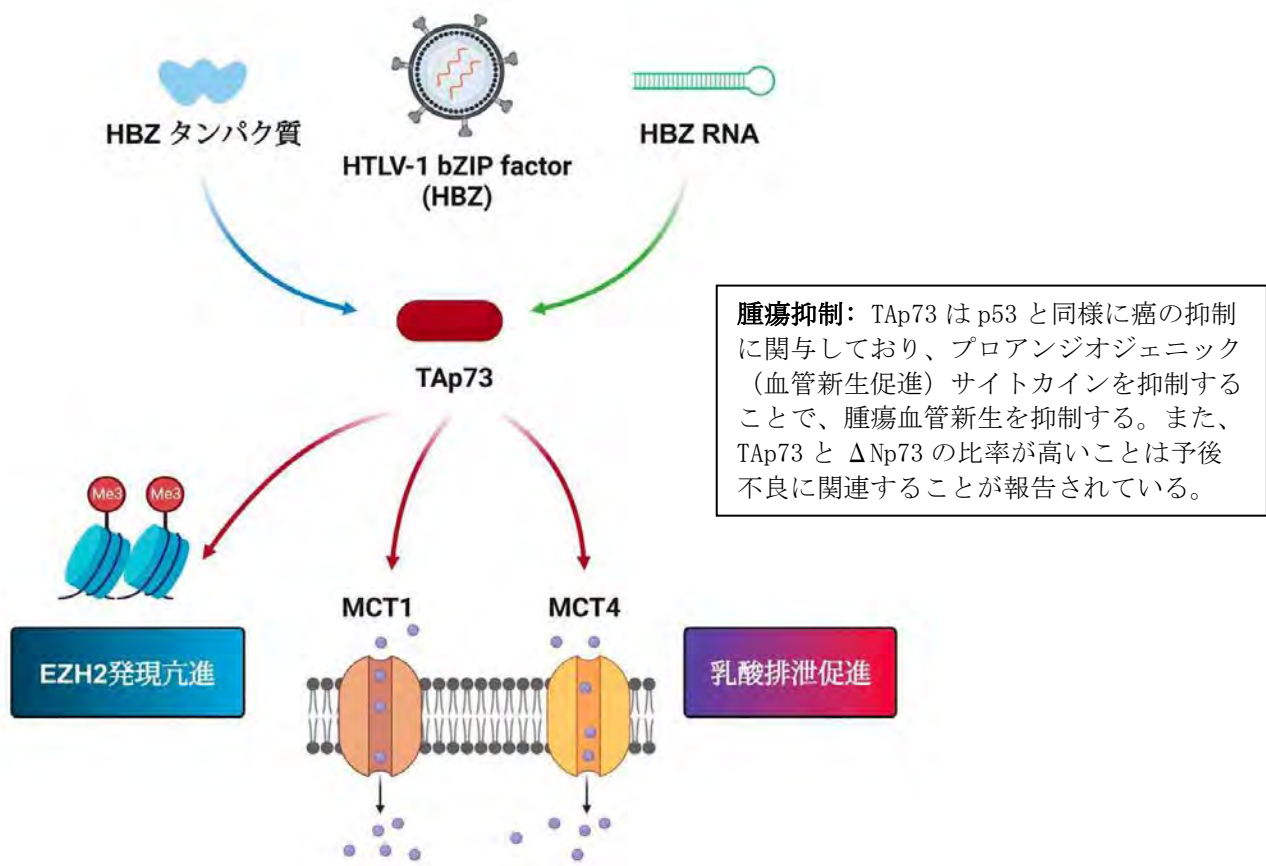 HBZ タンパク質
HTLV-1 bZIP factor
(HBZ)
HBZ RNA
TAp73
腫瘍抑制: TAp73 は p53 と同様に癌の抑制
に関与しており、プロアンジオジェニック
(血管新生促進)サイトカインを抑制する
ことで、腫瘍血管新生を抑制する。また、
TAp73 と ΔNp73 の比率が高いことは予後
不良に関連することが報告されている。
Me3 Me3
MCT1
MCT4
EZH2発現亢進
乳酸排泄促進